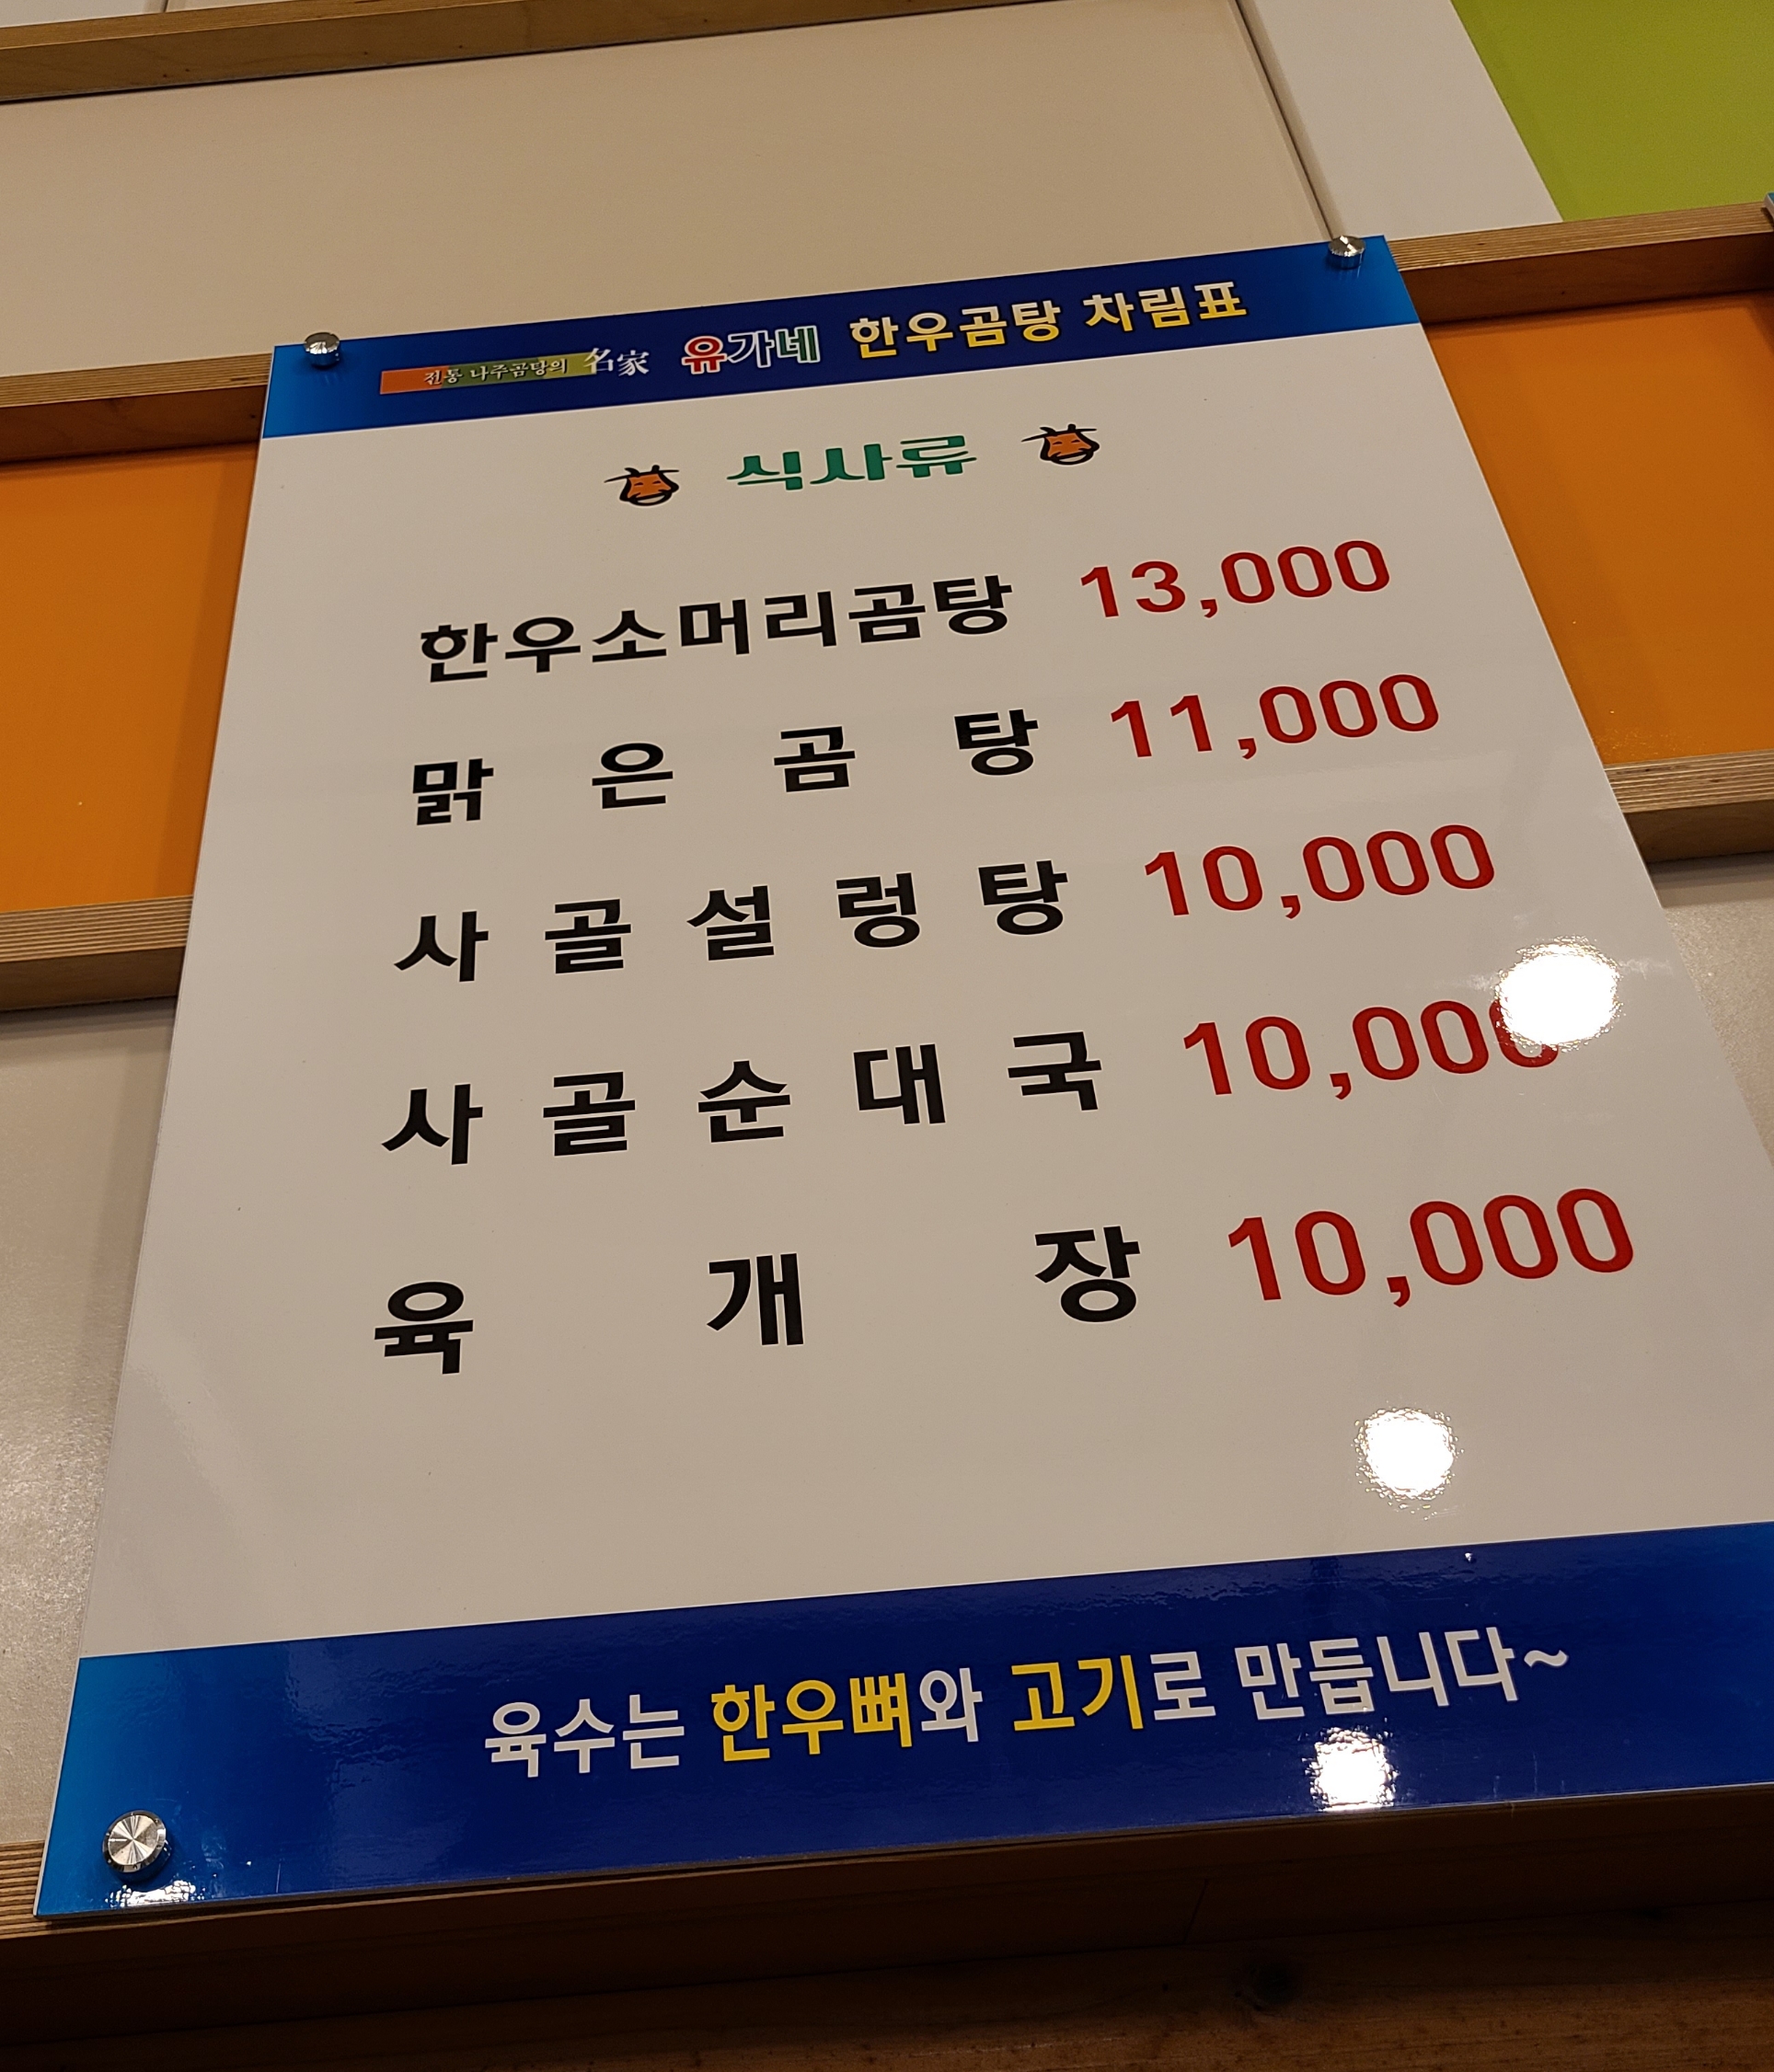 전통 나주곰탕의 名家 유가네 한우곰탕 차림표
식사류
한우소머리곰탕 13,000
맑은곰탕 11,000
사골설렁탕 10,000
사골순대국 10,000
육개장 10,000
육수는 한우뼈와 고기로 만듭니다~